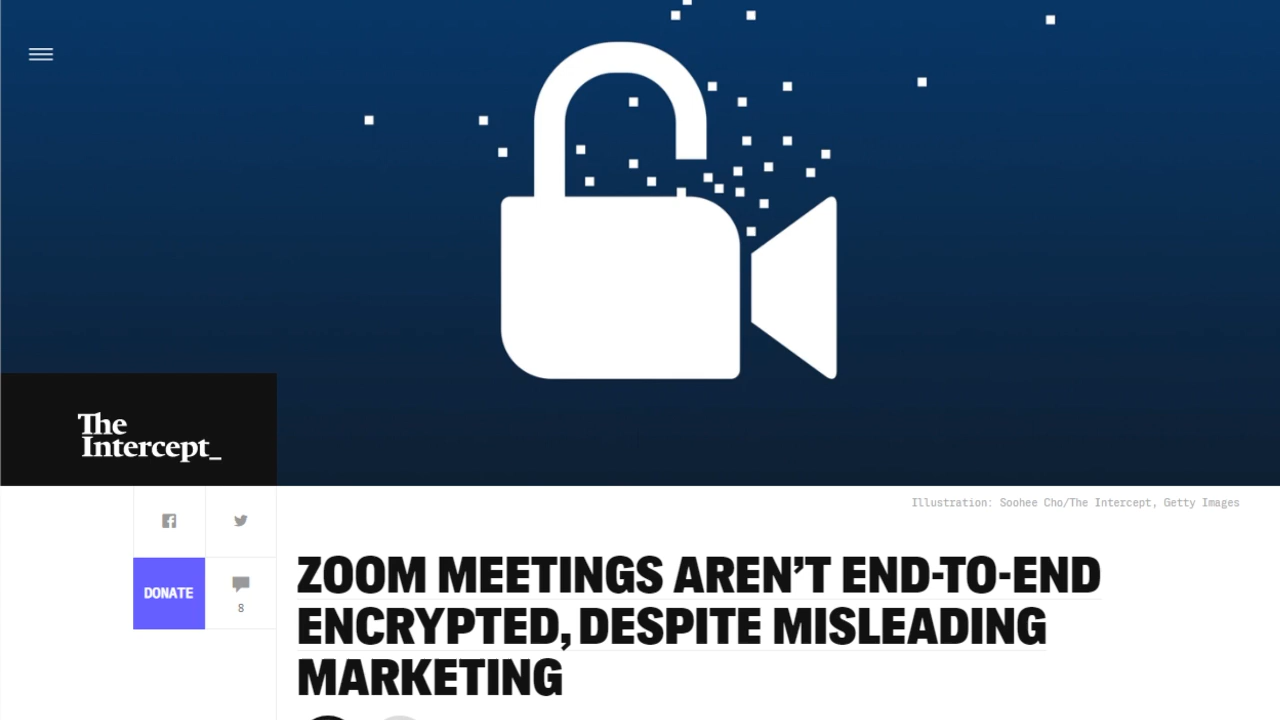 The
Intercept_
Illustration: Soohee Cho/The Intercept, Getty Images
DONATE
8
ZOOM MEETINGS AREN’T END-TO-END
ENCRYPTED, DESPITE MISLEADING
MARKETING